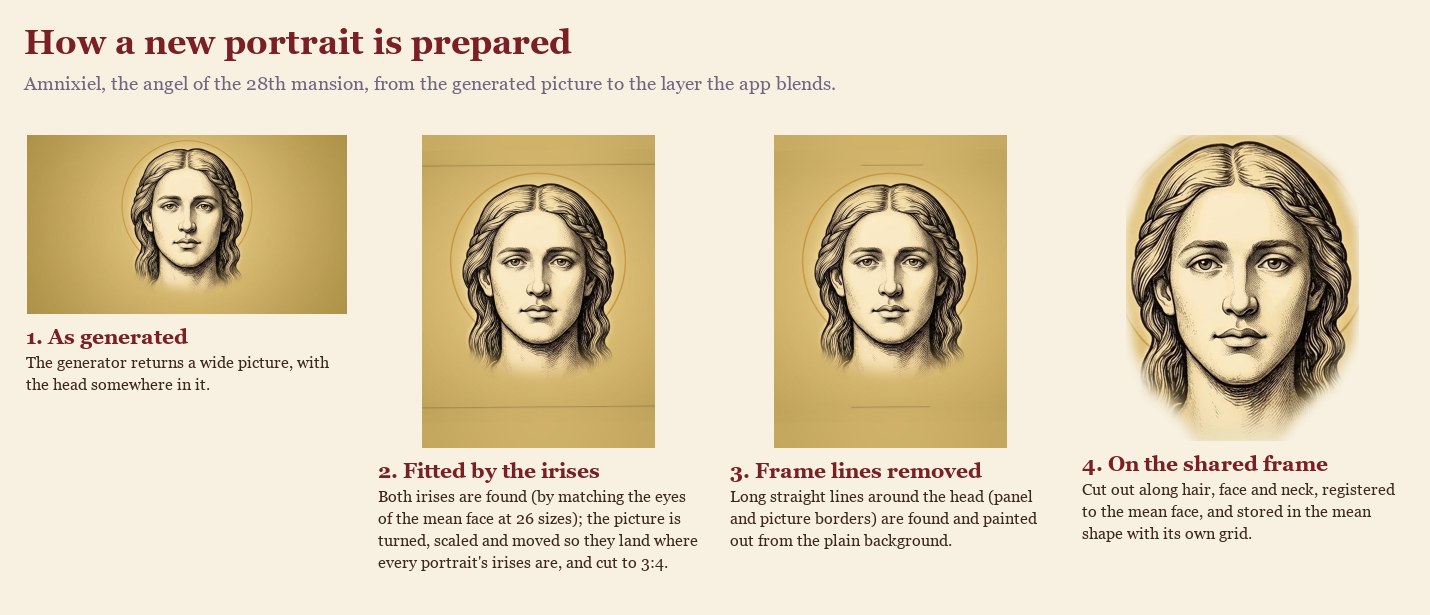 How a new portrait is prepared
Amnixiel, the angel of the 28th mansion, from the generated picture to the layer the app blends.
1. As generated
The generator returns a wide picture, with
the head somewhere in it.
2. Fitted by the irises
Both irises are found (by matching the eyes
of the mean face at 26 sizes); the picture is
turned, scaled and moved so they land where
every portrait's irises are, and cut to 3:4.
3. Frame lines removed
Long straight lines around the head (panel
and picture borders) are found and painted
out from the plain background.
4. On the shared frame
Cut out along hair, face and neck, registered
to the mean face, and stored in the mean
shape with its own grid.